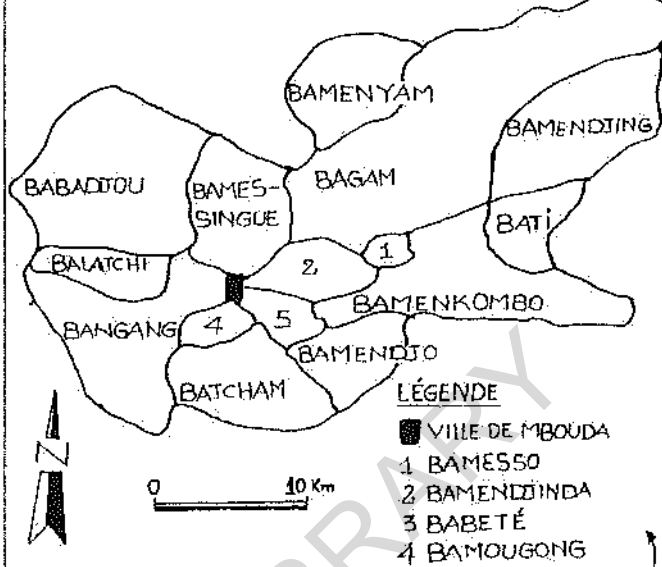 BAMENYAM
BAMENDJING
BABADJOU
BAMES-
SINGUE
BAGAM
BATI
BALATCHI
2
1
BANGANG
4
5
BAMENKOMBO
BAMENDJO
BATCHAM
LÉGENDE
VILLE DE MBOUDA
1 BAMESSO
2 BAMENDJINDA
3 BABETÉ
4 BAMOUGONG
N
0 10 Km
RARY